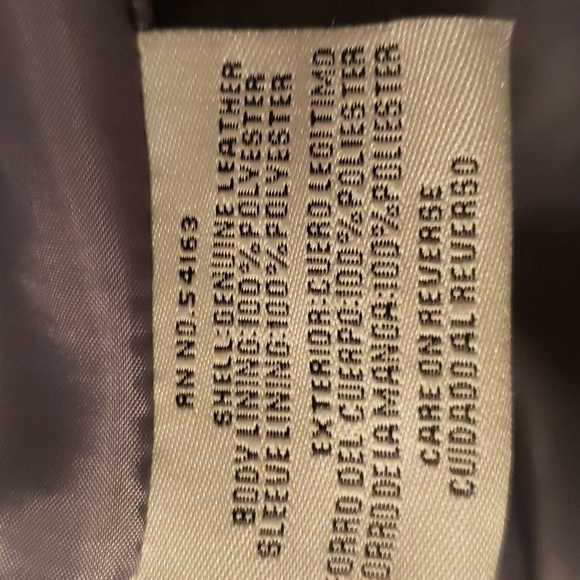 RN NO.54163
SHELL:GENUINE LEATHER
BODY LINING:100%POLYESTER
SLEEVE LINING:100%POLYESTER
EXTERIOR:CUERO LEGITIMO
FORRO DEL CUERPO:100%POLIESTER
FORRO DE LA MANGA:100%POLIESTER
CARE ON REVERSE
CUIDADO AL REVERSO